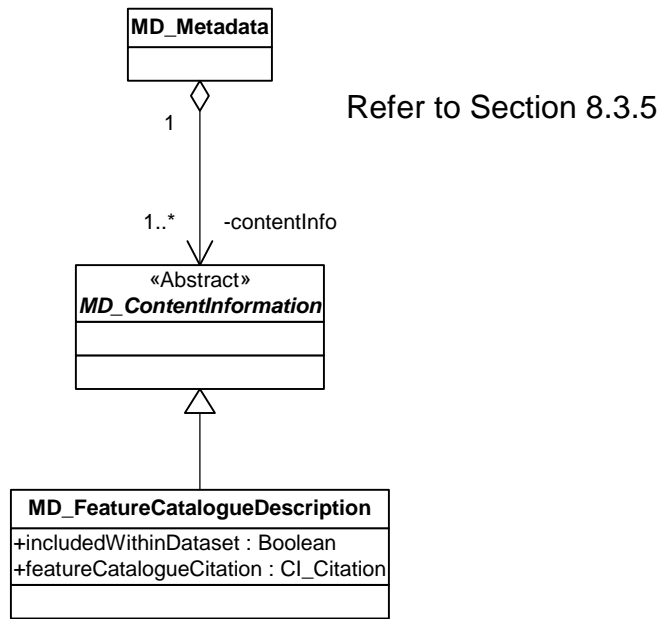 MD_Metadata
Refer to Section 8.3.5
1
1..* -contentInfo
«Abstract»
MD_ContentInformation
MD_FeatureCatalogueDescription
+includedWithinDataset : Boolean
+featureCatalogueCitation : CI_Citation